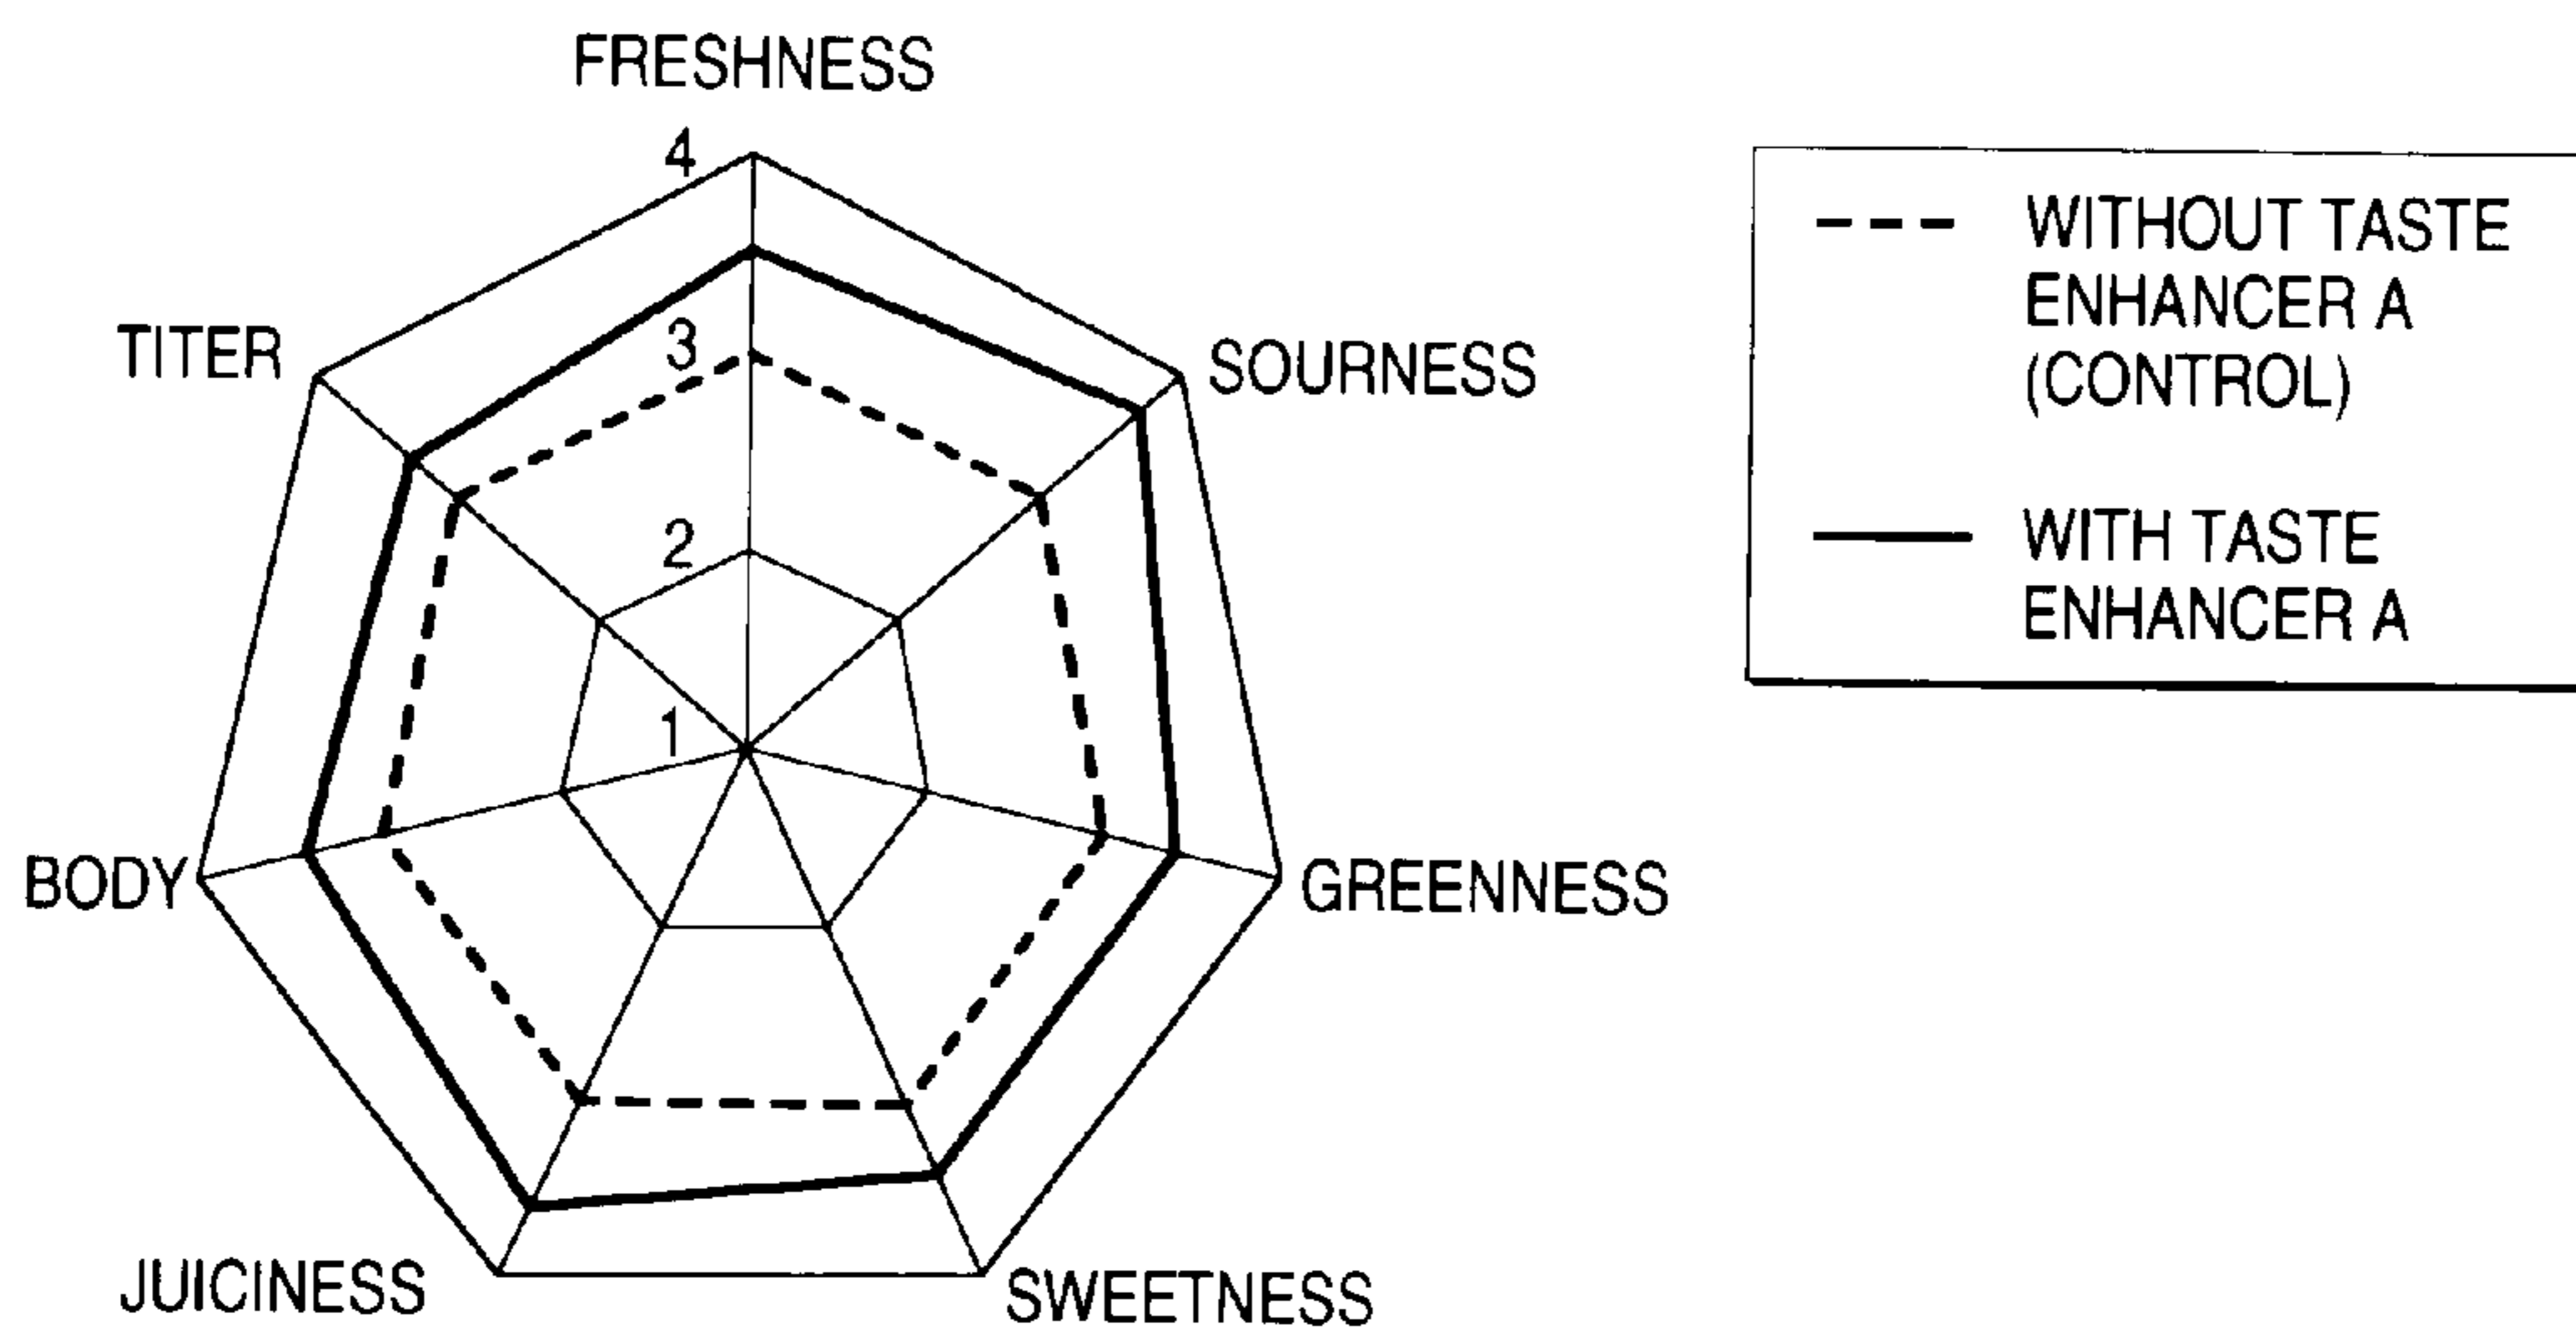 FRESHNESS
4
TITER
3
SOURNESS
2
1
BODY
GREENNESS
JUICINESS
SWEETNESS
WITHOUT TASTE
ENHANCER A
(CONTROL)
WITH TASTE
ENHANCER A